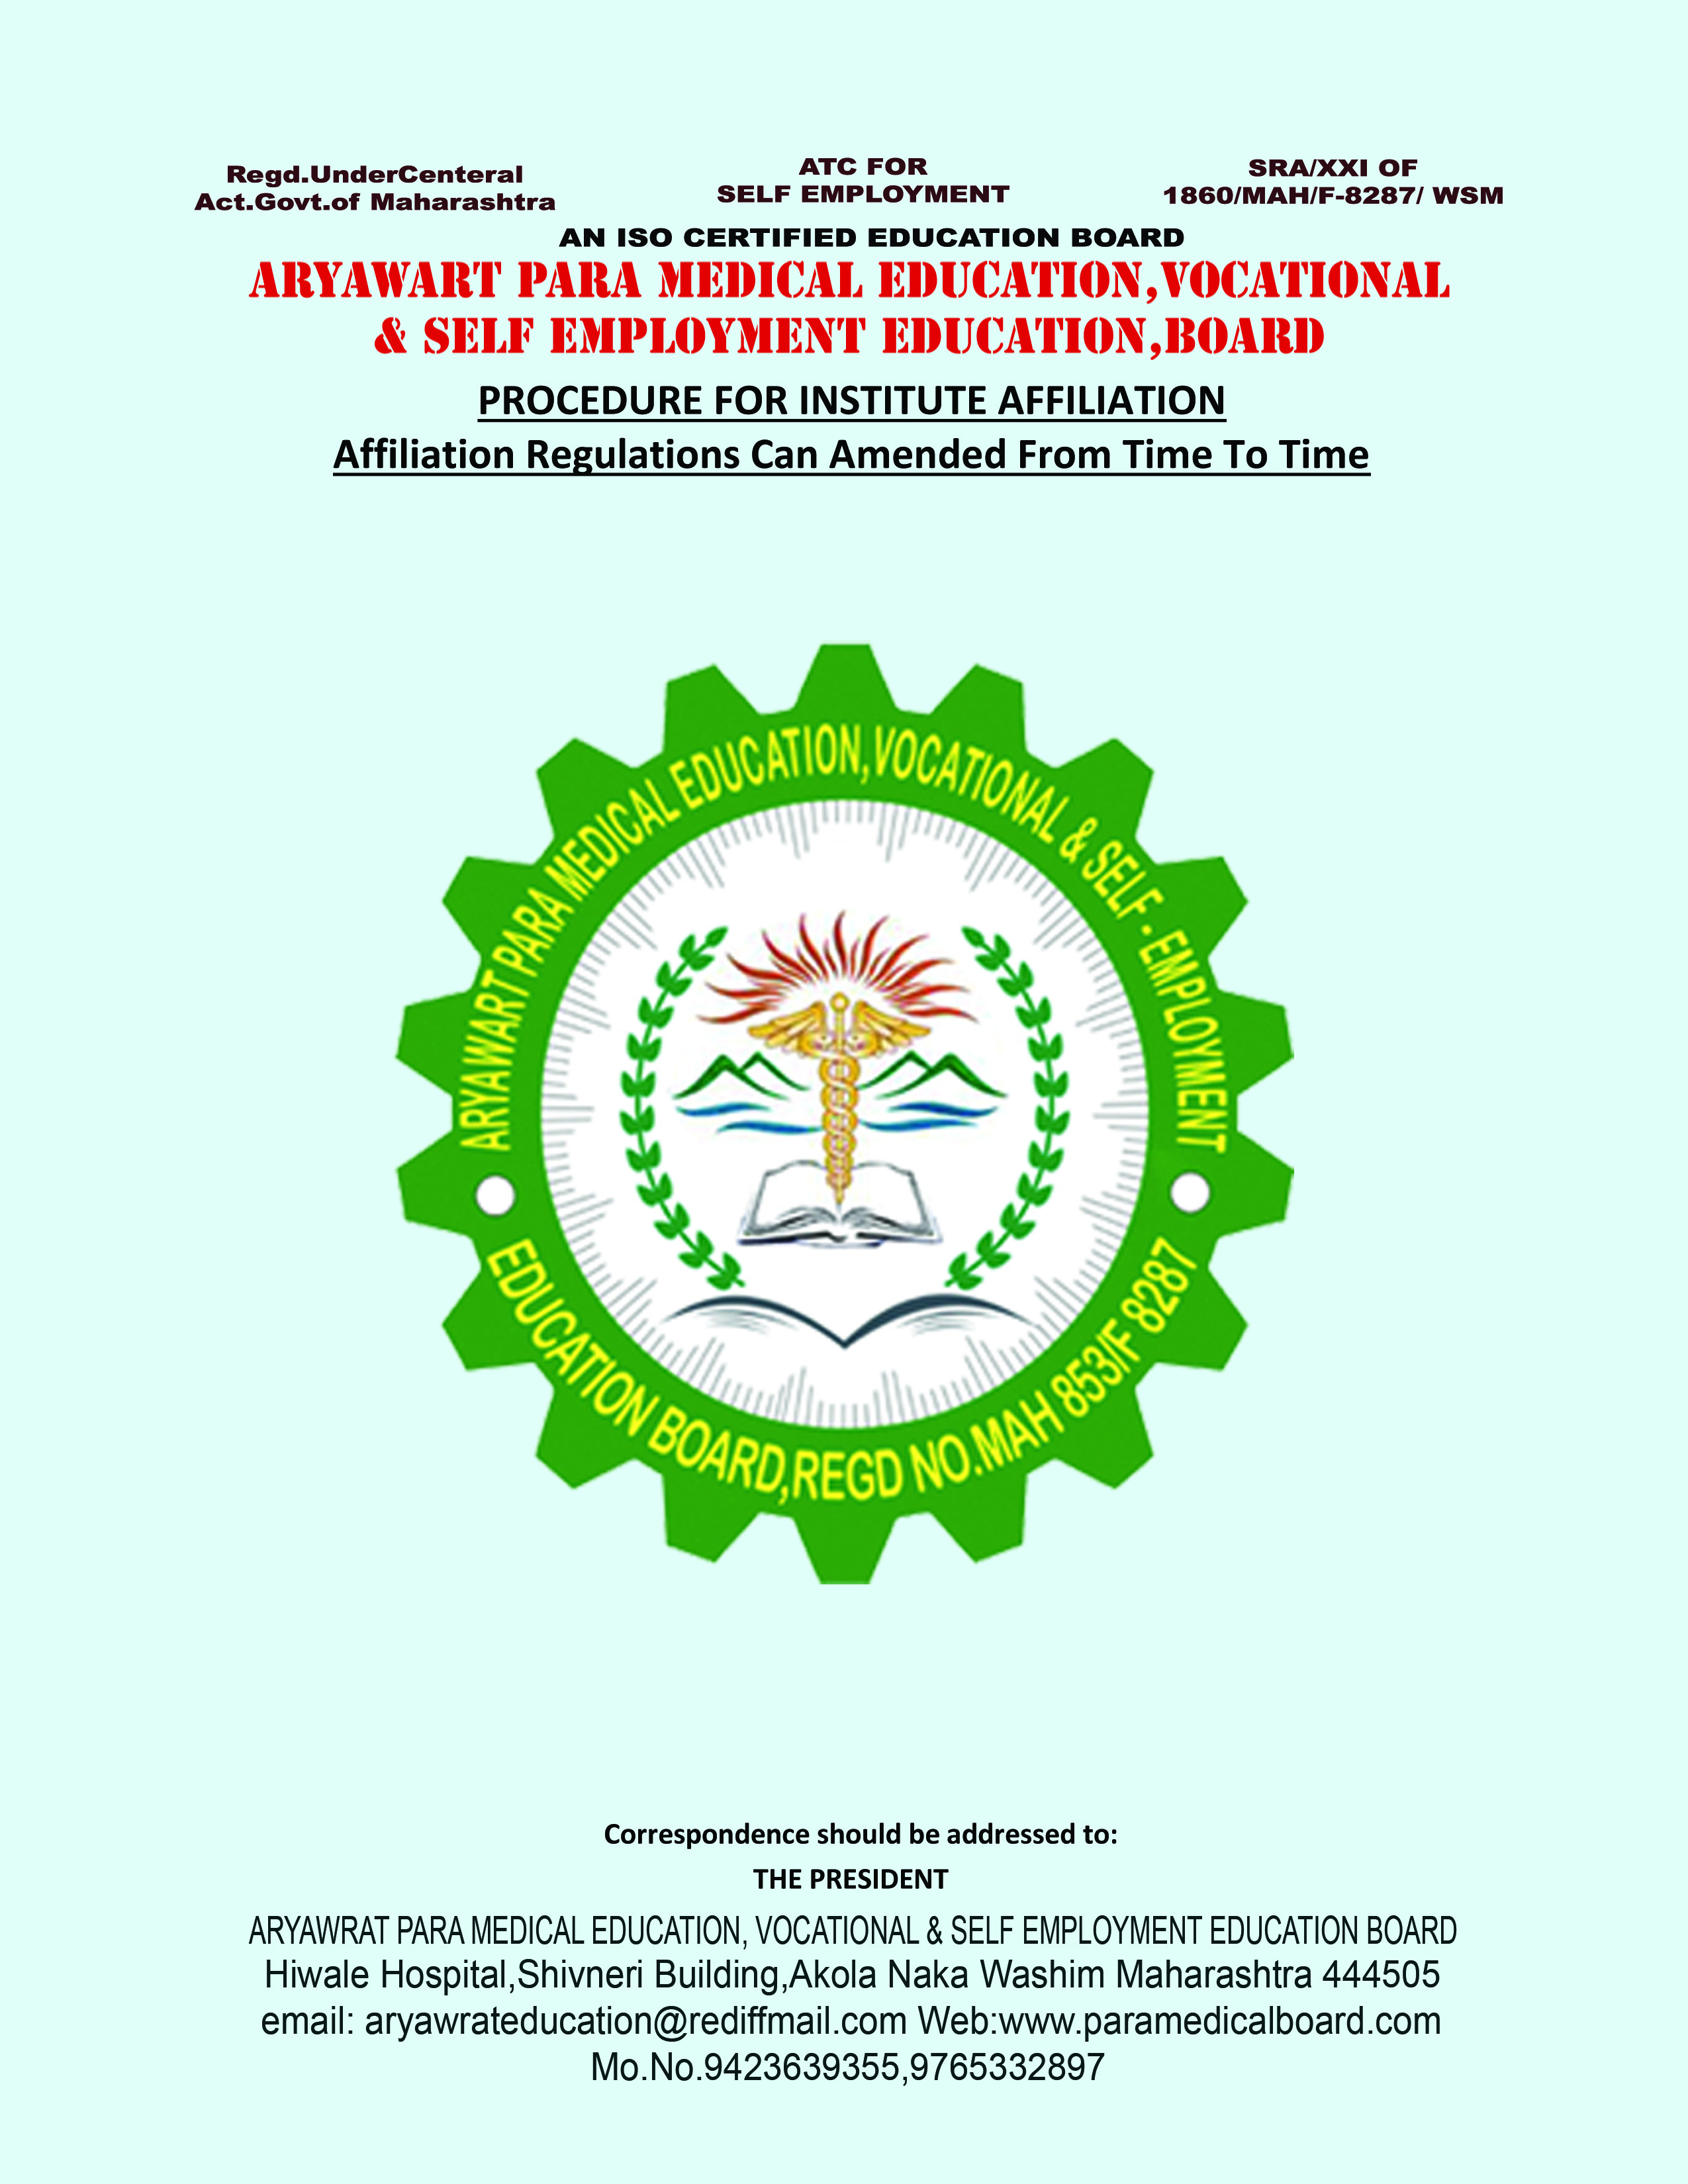 Regd.UnderCenteral
Act.Govt.of Maharashtra
ATC FOR
SELF EMPLOYMENT
SRA/XXI OF
1860/MAH/F-8287/ WSM
AN ISO CERTIFIED EDUCATION BOARD
ARYAWART PARA MEDICAL EDUCATION,VOCATIONAL
& SELF EMPLOYMENT EDUCATION,BOARD
PROCEDURE FOR INSTITUTE AFFILIATION
Affiliation Regulations Can Amended From Time To Time
ARYAWART PARA MEDICAL EDUCATION,VOCATIONAL & SELF - EMPLOYMENT
EDUCATION BOARD,REGD NO.MAH 853/F 8287
Correspondence should be addressed to:
THE PRESIDENT
ARYAWRAT PARA MEDICAL EDUCATION, VOCATIONAL & SELF EMPLOYMENT EDUCATION BOARD
Hiwale Hospital,Shivneri Building,Akola Naka Washim Maharashtra 444505
email: aryawrateducation@rediffmail.com Web:www.paramedicalboard.com
Mo.No.9423639355,9765332897